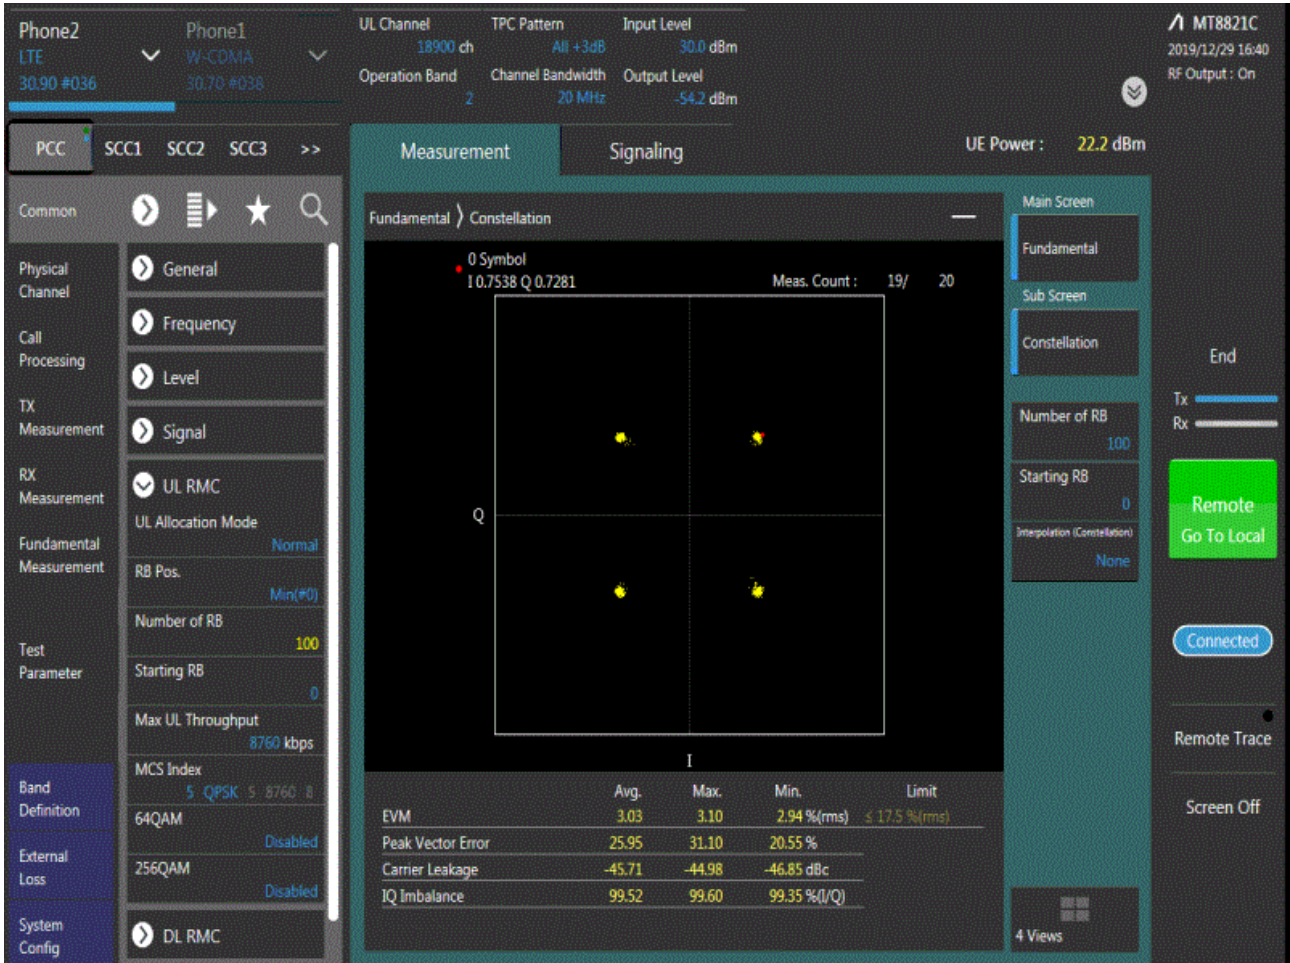 Phone2
LTE
30.90 #036
Phone1
W-CDMA
30.70 #038
UL Channel
18900 ch
Operation Band
2
TPC Pattern
All +3dB
Channel Bandwidth
20 MHz
Input Level
30.0 dBm
Output Level
-54.2 dBm
MT8821C
2019/12/29 16:40
RF Output : On
PCC SCC1 SCC2 SCC3 >>
Measurement
Signaling
UE Power : 22.2 dBm
Common
Physical
Channel
Call
Processing
TX
Measurement
RX
Measurement
Fundamental
Measurement
Test
Parameter
Band
Definition
External
Loss
System
Config
General
Frequency
Level
Signal
UL RMC
UL Allocation Mode
Normal
RB Pos.
Min(#0)
Number of RB
100
Starting RB
0
Max UL Throughput
8760 kbps
MCS Index
5 QPSK 5 8760 8
64QAM
Disabled
256QAM
Disabled
DL RMC
Fundamental 〉 Constellation
0 Symbol
I 0.7538 Q 0.7281
Meas. Count : 19/ 20
Q
I
Avg. Max. Min. Limit
EVM 3.03 3.10 2.94 %(rms) ≤ 17.5 %(rms)
Peak Vector Error 25.95 31.10 20.55 %
Carrier Leakage -45.71 -44.98 -46.85 dBc
IQ Imbalance 99.52 99.60 99.35 %(I/Q)
Main Screen
Fundamental
Sub Screen
Constellation
Number of RB
100
Starting RB
0
Interpolation (Constellation)
None
4 Views
End
Tx
Rx
Remote
Go To Local
Connected
Remote Trace
Screen Off